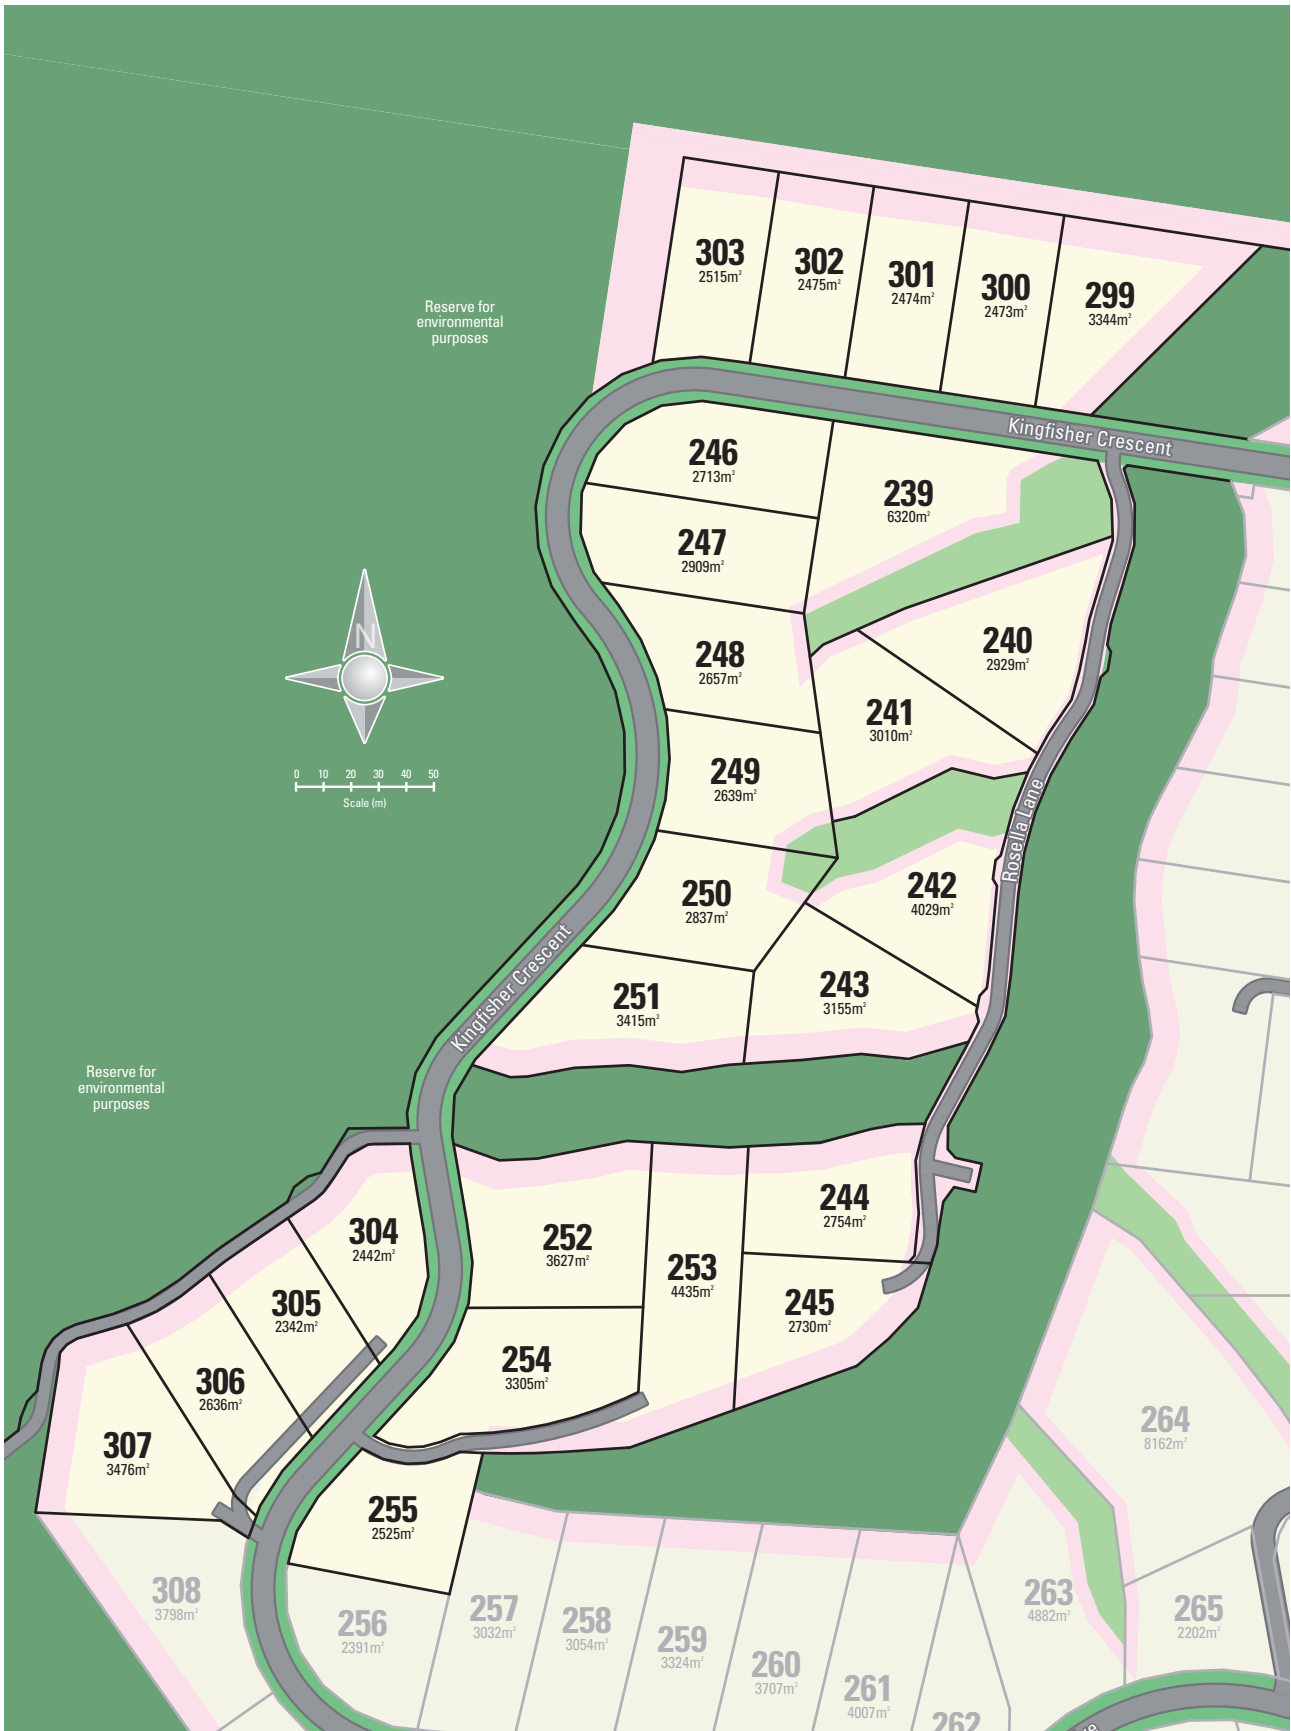 303
2515m²
302
2475m²
301
2474m²
300
2473m²
299
3344m²
Reserve for
environmental
purposes
Kingfisher Crescent
246
2713m²
239
6320m²
247
2909m²
240
2929m²
248
2657m²
241
3010m²
N
249
2639m²
0 10 20 30 40 50
Scale (m)
Rosella Lane
250
2837m²
242
4029m²
Kingfisher Crescent
251
3415m²
243
3155m²
Reserve for
environmental
purposes
304
2442m²
252
3627m²
244
2754m²
253
4435m²
305
2342m²
245
2730m²
254
3305m²
306
2636m²
307
3476m²
264
8162m²
255
2525m²
308
3798m²
256
2391m²
257
3032m²
258
3054m²
259
3324m²
260
3707m²
261
4007m²
262
263
4882m²
265
2202m²